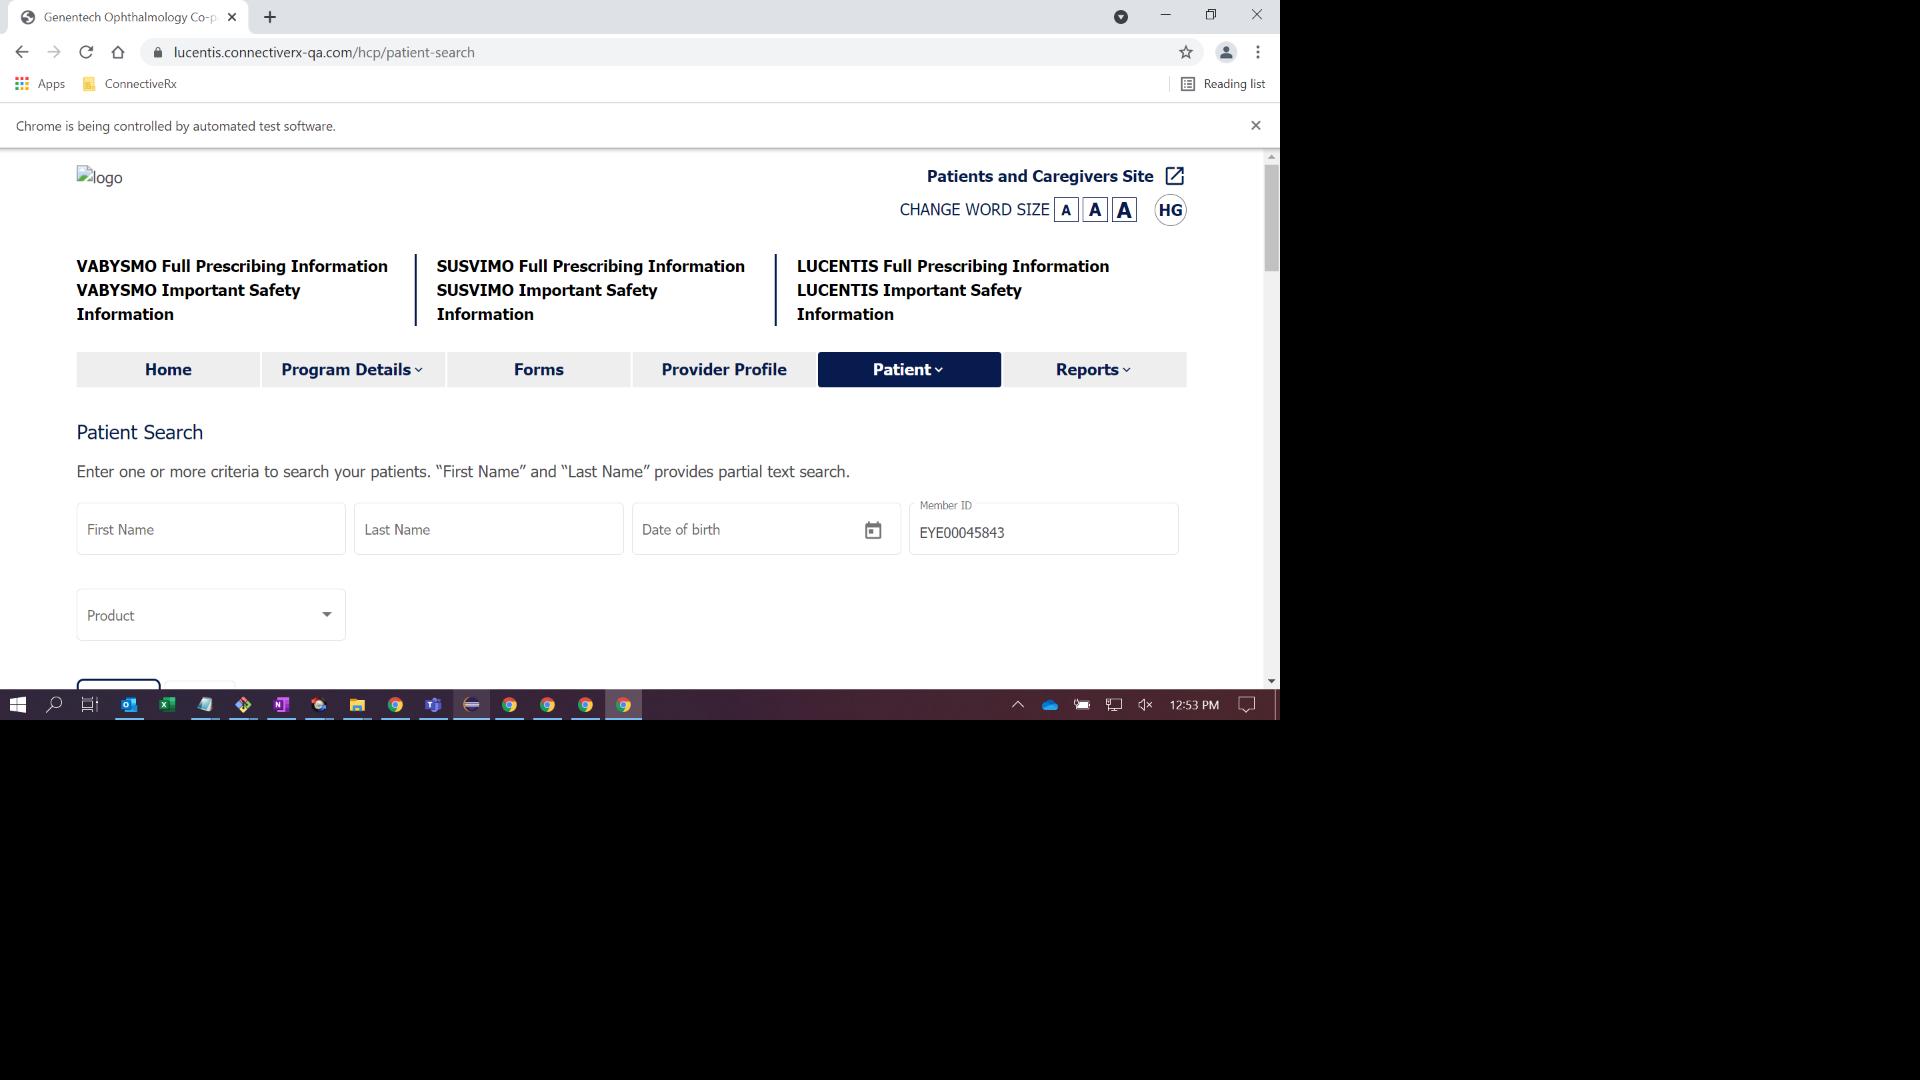 Genentech Ophthalmology Co-p
lucentis.connectiverx-qa.com/hcp/patient-search
Apps
ConnectiveRx
Reading list
Chrome is being controlled by automated test software.
logo
Patients and Caregivers Site
CHANGE WORD SIZE A A A HG
VABYSMO Full Prescribing Information
VABYSMO Important Safety
Information
SUSVIMO Full Prescribing Information
SUSVIMO Important Safety
Information
LUCENTIS Full Prescribing Information
LUCENTIS Important Safety
Information
Home
Program Details
Forms
Provider Profile
Patient
Reports
Patient Search
Enter one or more criteria to search your patients. “First Name” and “Last Name” provides partial text search.
First Name
Last Name
Date of birth
Member ID
EYE00045843
Product
12:53 PM